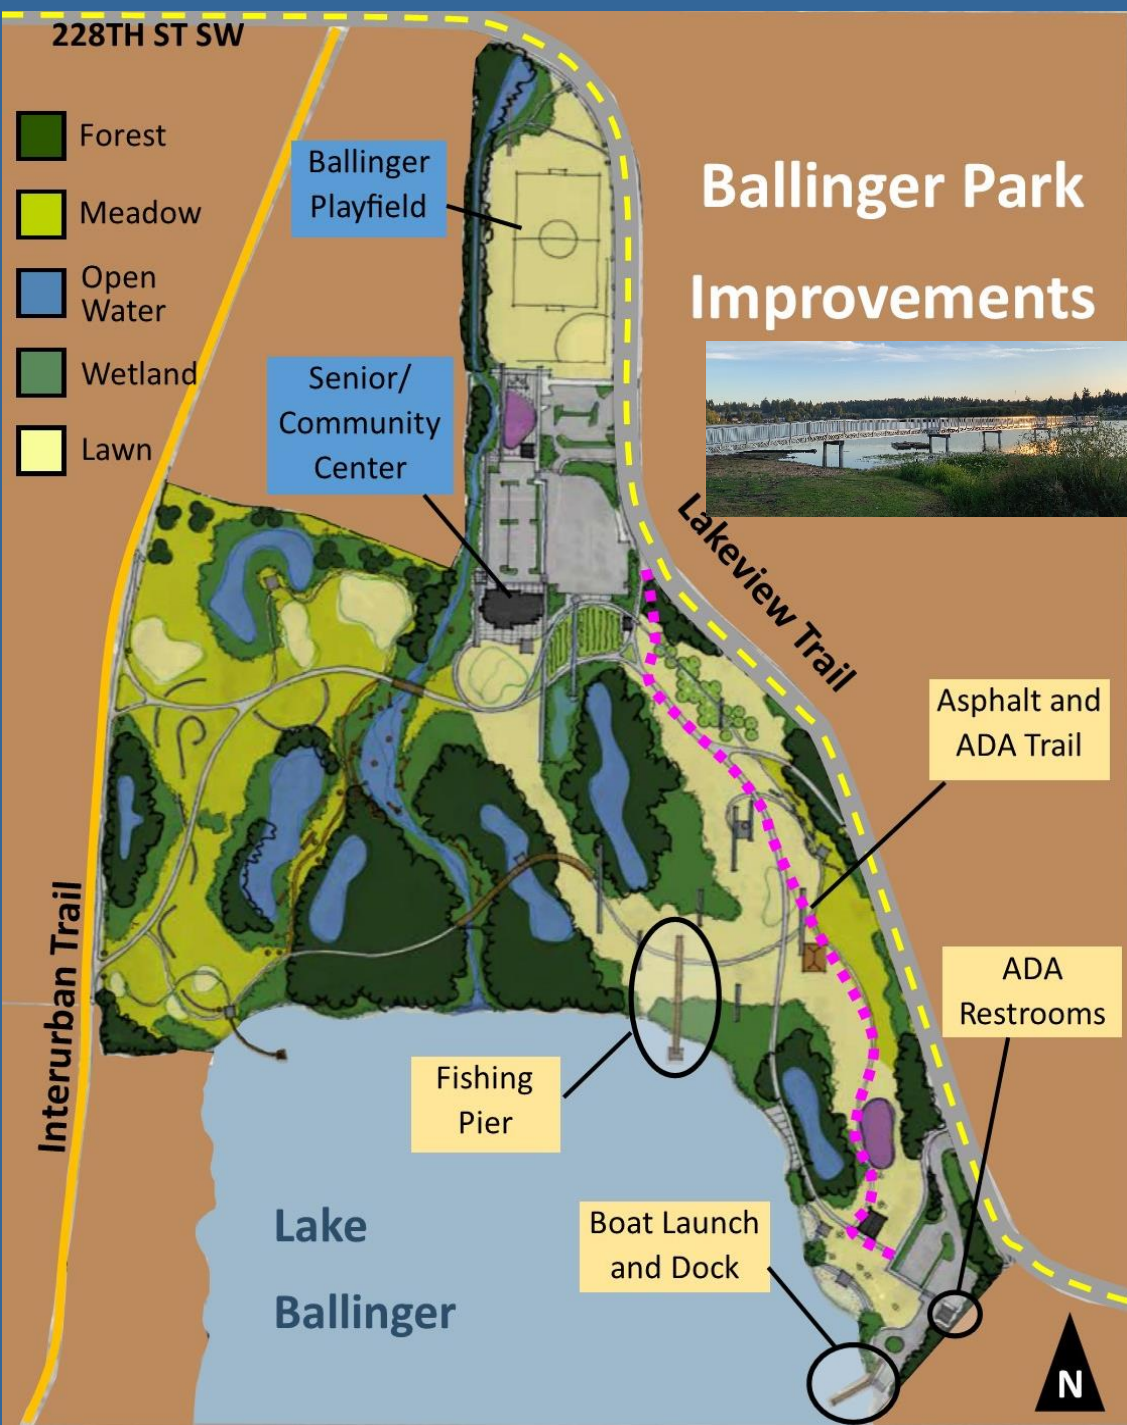 228TH ST SW
Forest
Meadow
Open
Water
Wetland
Lawn
Ballinger
Playfield
Senior/
Community
Center
Ballinger Park
Improvements
Lakeview Trail
Asphalt and
ADA Trail
ADA
Restrooms
Interurban Trail
Fishing
Pier
Boat Launch
and Dock
Lake
Ballinger
N